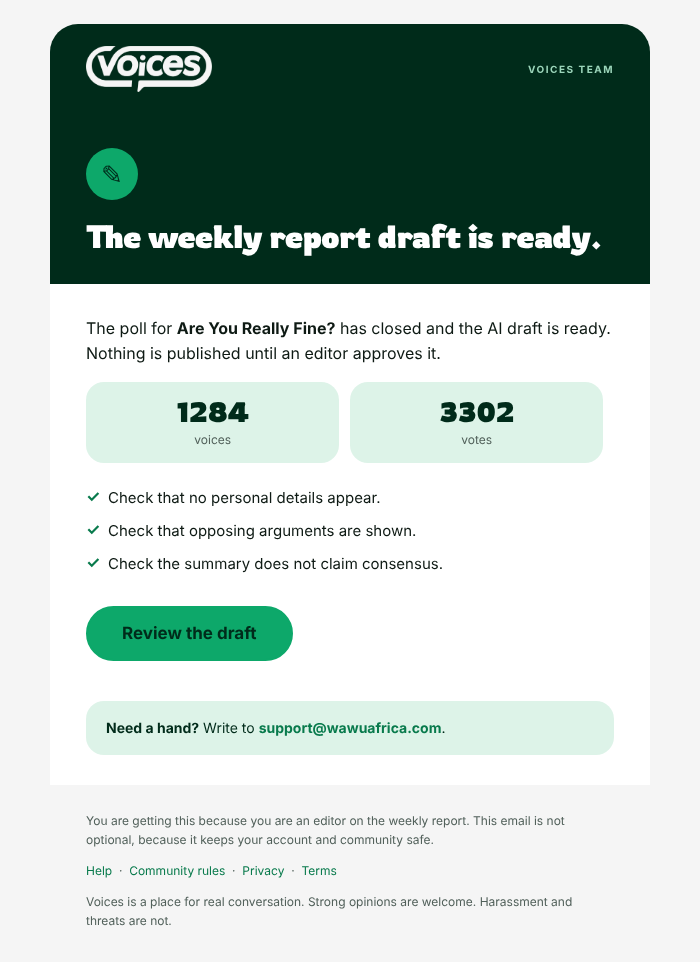 Voices
VOICES TEAM
The weekly report draft is ready.
The poll for Are You Really Fine? has closed and the AI draft is ready.
Nothing is published until an editor approves it.
1284
voices
3302
votes
Check that no personal details appear.
Check that opposing arguments are shown.
Check the summary does not claim consensus.
Review the draft
Need a hand? Write to support@wawuafrica.com.
You are getting this because you are an editor on the weekly report. This email is not
optional, because it keeps your account and community safe.
Help · Community rules · Privacy · Terms
Voices is a place for real conversation. Strong opinions are welcome. Harassment and
threats are not.